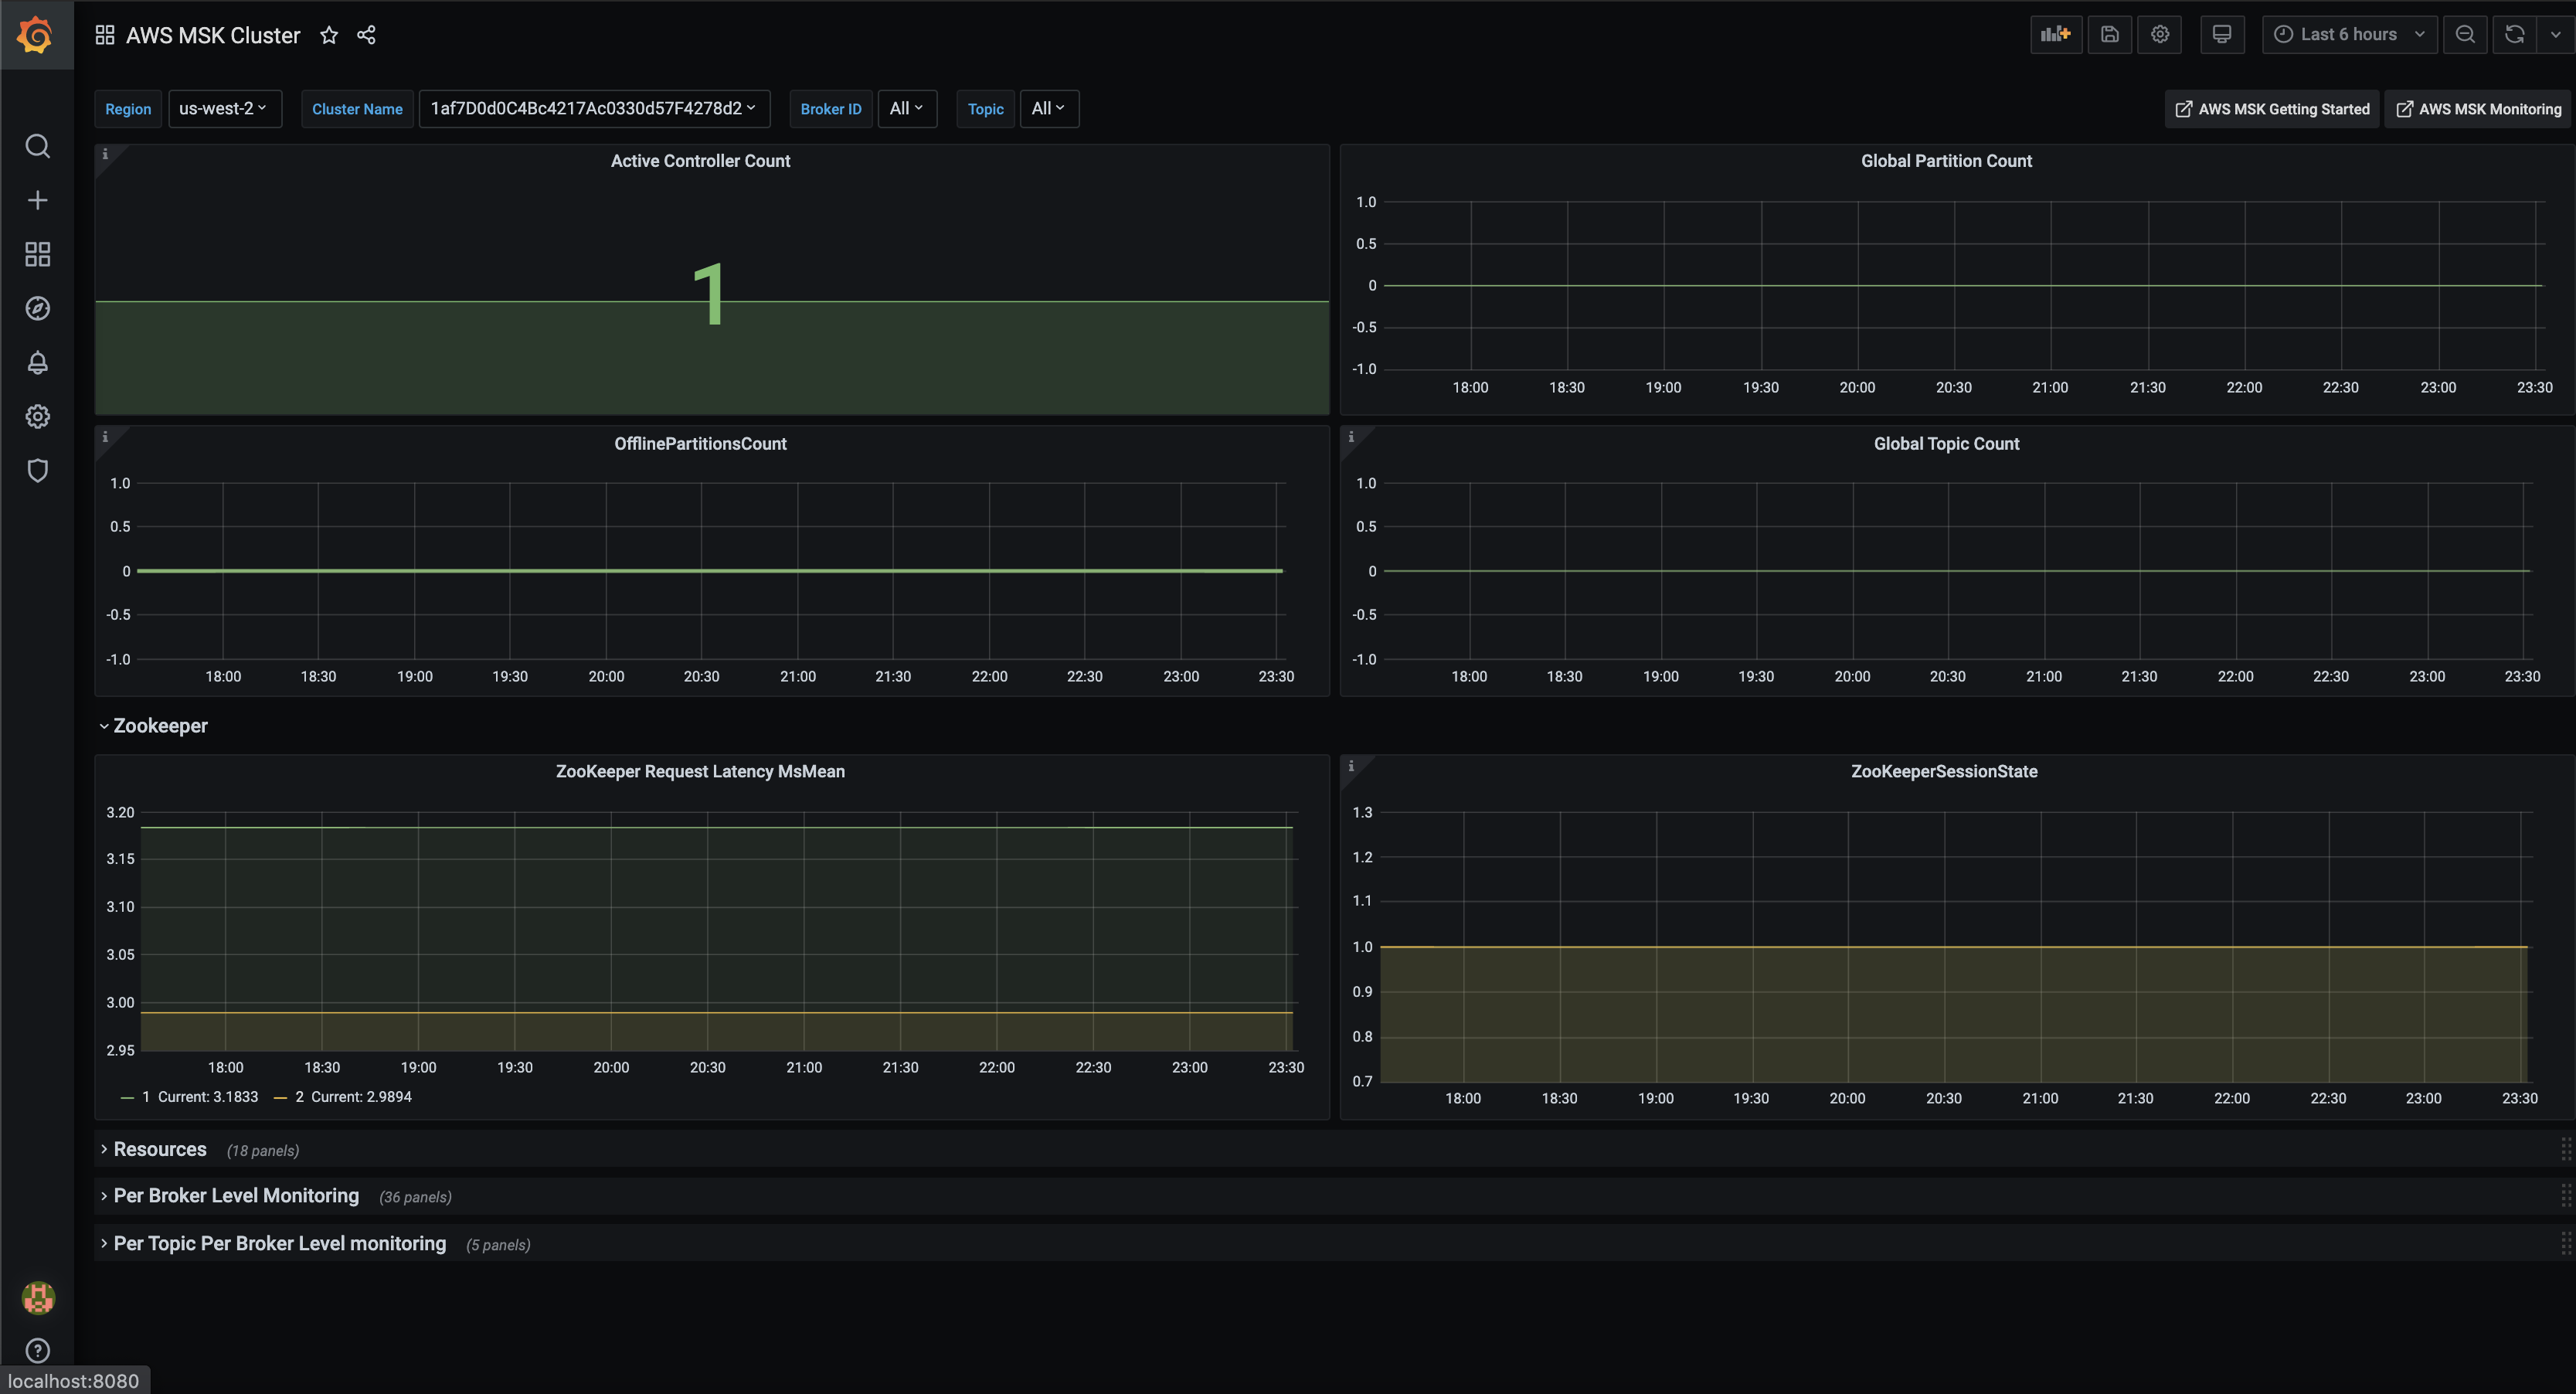 AWS MSK Cluster
Last 6 hours
Region us-west-2 Cluster Name 1af7D0d0C4Bc4217Ac0330d57F4278d2 Broker ID All Topic All AWS MSK Getting Started AWS MSK Monitoring
i
Active Controller Count
1
Global Partition Count
1.0
0.5
0
-0.5
-1.0
18:00 18:30 19:00 19:30 20:00 20:30 21:00 21:30 22:00 22:30 23:00 23:30
i
OfflinePartitionsCount
1.0
0.5
0
-0.5
-1.0
18:00 18:30 19:00 19:30 20:00 20:30 21:00 21:30 22:00 22:30 23:00 23:30
i
Global Topic Count
1.0
0.5
0
-0.5
-1.0
18:00 18:30 19:00 19:30 20:00 20:30 21:00 21:30 22:00 22:30 23:00 23:30
Zookeeper
ZooKeeper Request Latency MsMean
3.20
3.15
3.10
3.05
3.00
2.95
18:00 18:30 19:00 19:30 20:00 20:30 21:00 21:30 22:00 22:30 23:00 23:30
1 Current: 3.1833 2 Current: 2.9894
i
ZooKeeperSessionState
1.3
1.2
1.1
1.0
0.9
0.8
0.7
18:00 18:30 19:00 19:30 20:00 20:30 21:00 21:30 22:00 22:30 23:00 23:30
Resources (18 panels)
Per Broker Level Monitoring (36 panels)
Per Topic Per Broker Level monitoring (5 panels)
?
localhost:8080